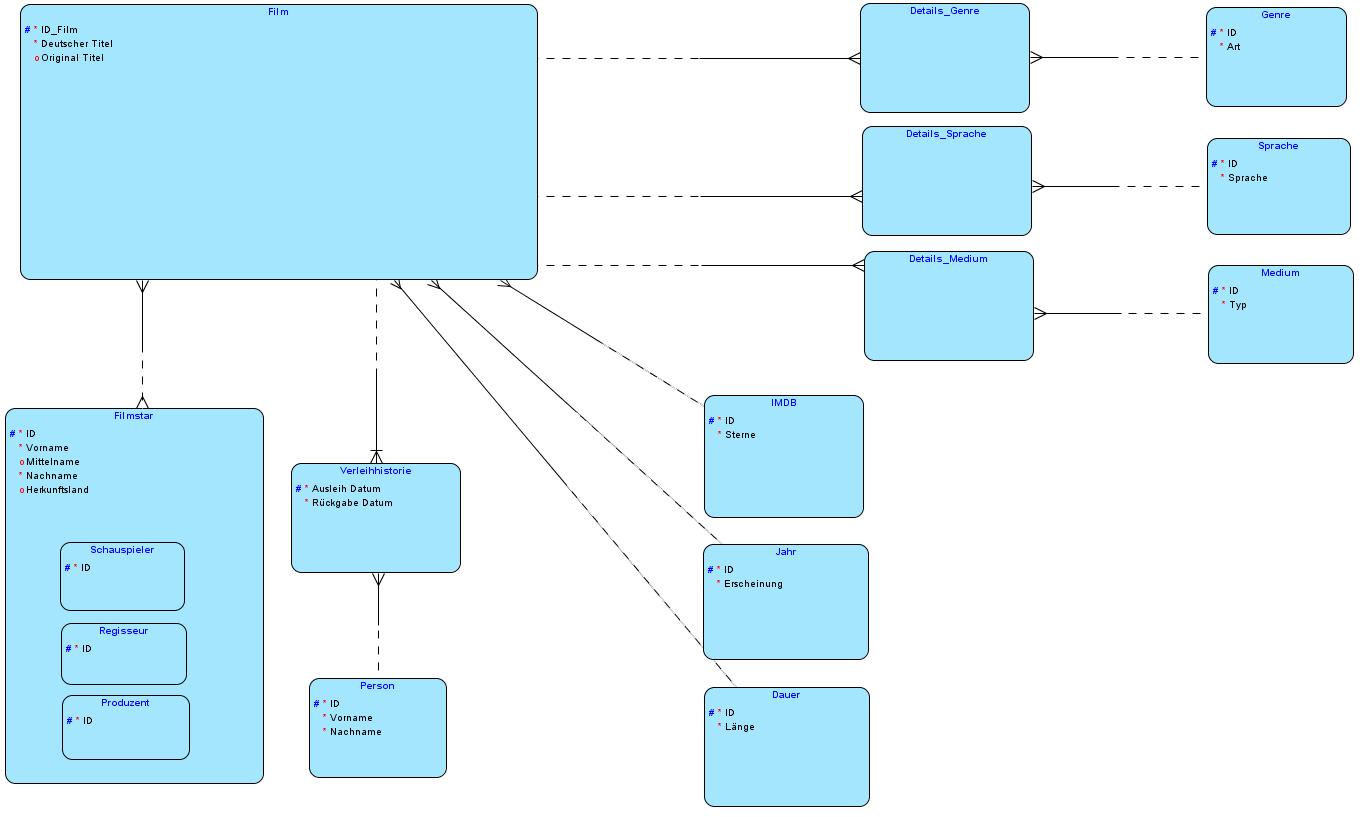 Film
# * ID_Film
* Deutscher Titel
o Original Titel
Details_Genre
Genre
# * ID
* Art
Details_Sprache
Sprache
# * ID
* Sprache
Details_Medium
Medium
# * ID
* Typ
Filmstar
# * ID
* Vorname
o Mittelname
* Nachname
o Herkunftsland
Schauspieler
# * ID
Regisseur
# * ID
Produzent
# * ID
Verleihhistorie
# * Ausleih Datum
* Rückgabe Datum
Person
# * ID
* Vorname
* Nachname
IMDB
# * ID
* Sterne
Jahr
# * ID
* Erscheinung
Dauer
# * ID
* Länge